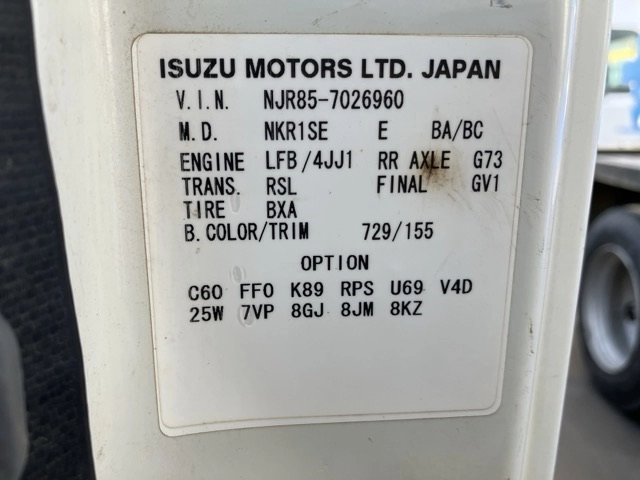 ISUZU MOTORS LTD. JAPAN
V.I.N. NJR85-7026960
M.D. NKR1SE E BA/BC
ENGINE LFB/4JJ1 RR AXLE G73
TRANS. RSL FINAL GV1
TIRE BXA
B.COLOR/TRIM 729/155
OPTION
C60 FF0 K89 RPS U69 V4D
25W 7VP 8GJ 8JM 8KZ